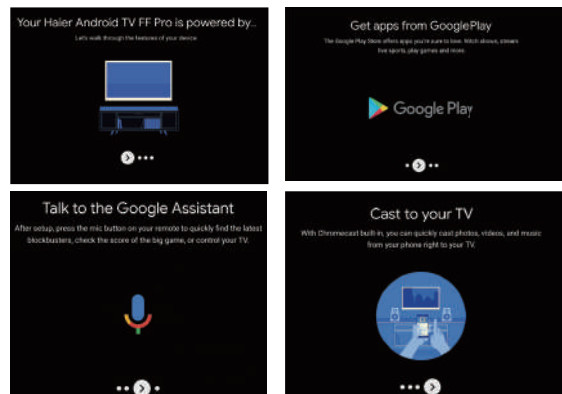 Your Haier Android TV FF Pro is powered by..
Let's walk through the features of your device
Get apps from GooglePlay
The Google Play Store offers apps you're sure to love. Witch above, stream
live sports, play games and more.
Google Play
Talk to the Google Assistant
After setup, press the mic button on your remote to quickly find the latest
blockbusters, check the score of the big game, or control your TV.
Cast to your TV
With Chromecast built-in, you can quickly cast photos, videos, and music
from your phone right to your TV.